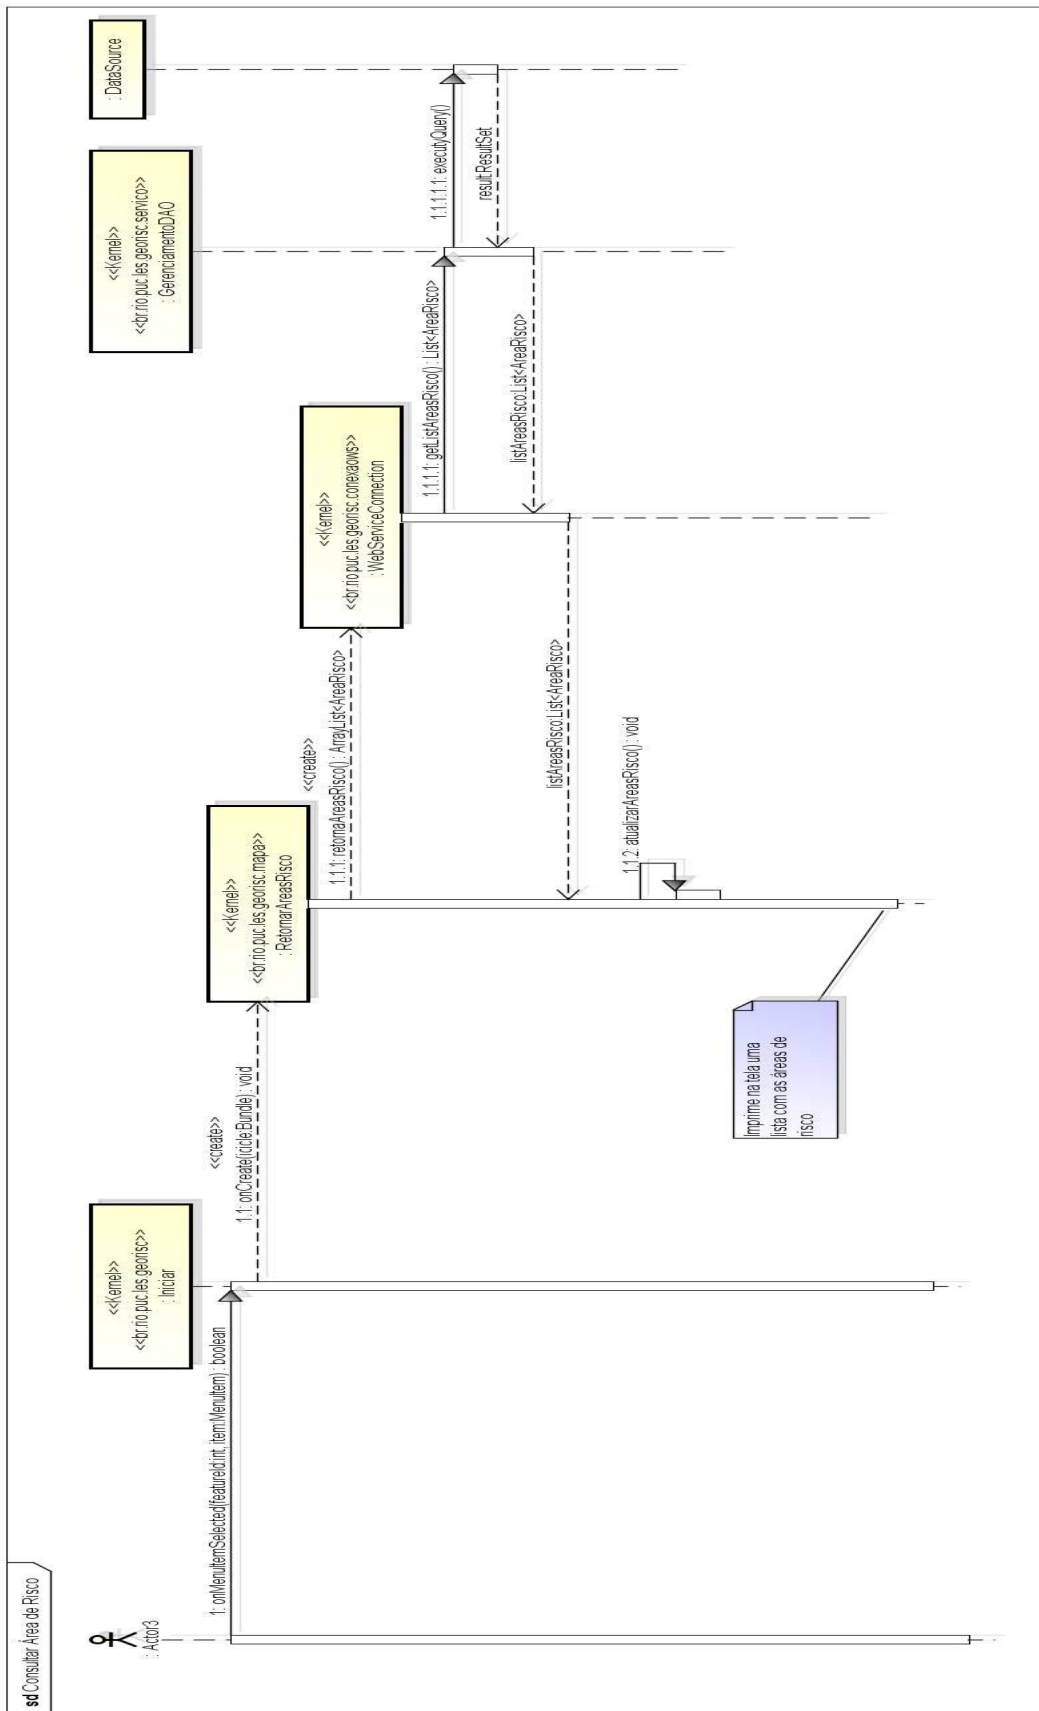 sd Consultar Área de Risco
: Actor3
<<Kernel>>
<<br.rio.puc.les.georisc>>
: Iniciar
<<Kernel>>
<<br.rio.puc.les.georisc.mapa>>
: RetornarAreasRisco
<<Kernel>>
<<br.rio.puc.les.georisc.conexaows>>
: WebServiceConnection
<<Kernel>>
<<br.rio.puc.les.georisc.servico>>
: GerenciamentoDAO
: DataSource
1: onMenuItemSelected(featureId:int, item:MenuItem) : boolean
<<create>>
1.1: onCreate(icicle:Bundle) : void
<<create>>
1.1.1: retornaAreasRisco() : ArrayList<AreaRisco>
1.1.1.1: getListAreasRisco() : List<AreaRisco>
1.1.1.1.1: executyQuery()
result:ResultSet
listAreasRisco:List<AreaRisco>
listAreasRisco:List<AreaRisco>
1.1.2: atualizarAreasRisco() : void
Imprime na tela uma
lista com as áreas de
risco